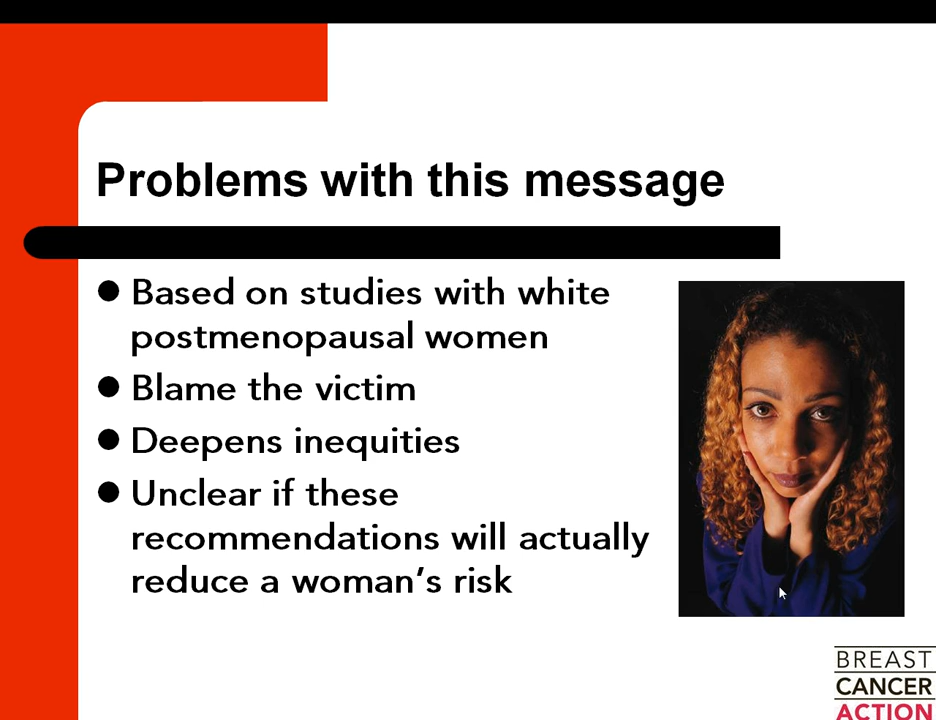 Problems with this message
Based on studies with white
postmenopausal women
Blame the victim
Deepens inequities
Unclear if these
recommendations will actually
reduce a woman’s risk
BREAST
CANCER
ACTION